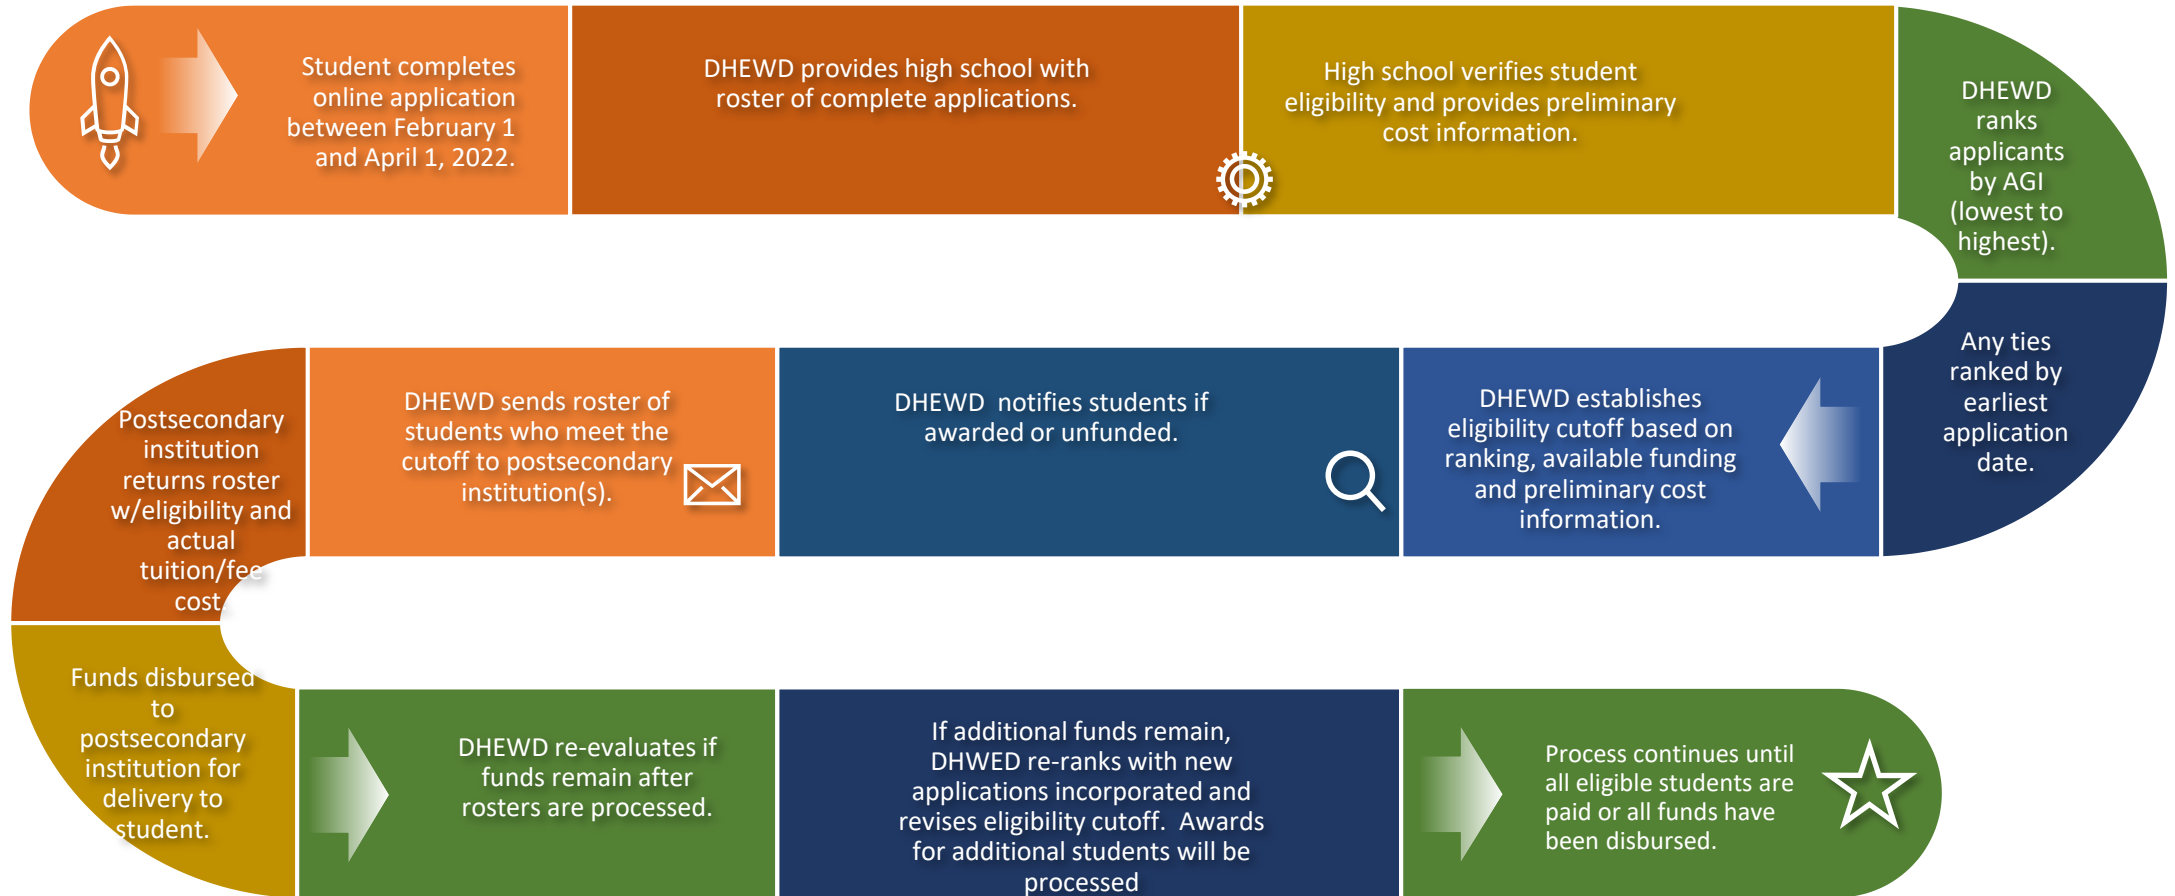 Student completes
online application
between February 1
and April 1, 2022.
DHEWD provides high school with
roster of complete applications.
High school verifies student
eligibility and provides preliminary
cost information.
DHEWD
ranks
applicants
by AGI
(lowest to
highest).
Any ties
ranked by
earliest
application
date.
DHEWD establishes
eligibility cutoff based on
ranking, available funding
and preliminary cost
information.
DHEWD  notifies students if
awarded or unfunded.
DHEWD sends roster of
students who meet the
cutoff to postsecondary
institution(s).
Postsecondary
institution
returns roster
w/eligibility and
actual
tuition/fee
cost.
Funds disbursed
to
postsecondary
institution for
delivery to
student.
DHEWD re-evaluates if
funds remain after
rosters are processed.
If additional funds remain,
DHWED re-ranks with new
applications incorporated and
revises eligibility cutoff.  Awards
for additional students will be
processed
Process continues until
all eligible students are
paid or all funds have
been disbursed.